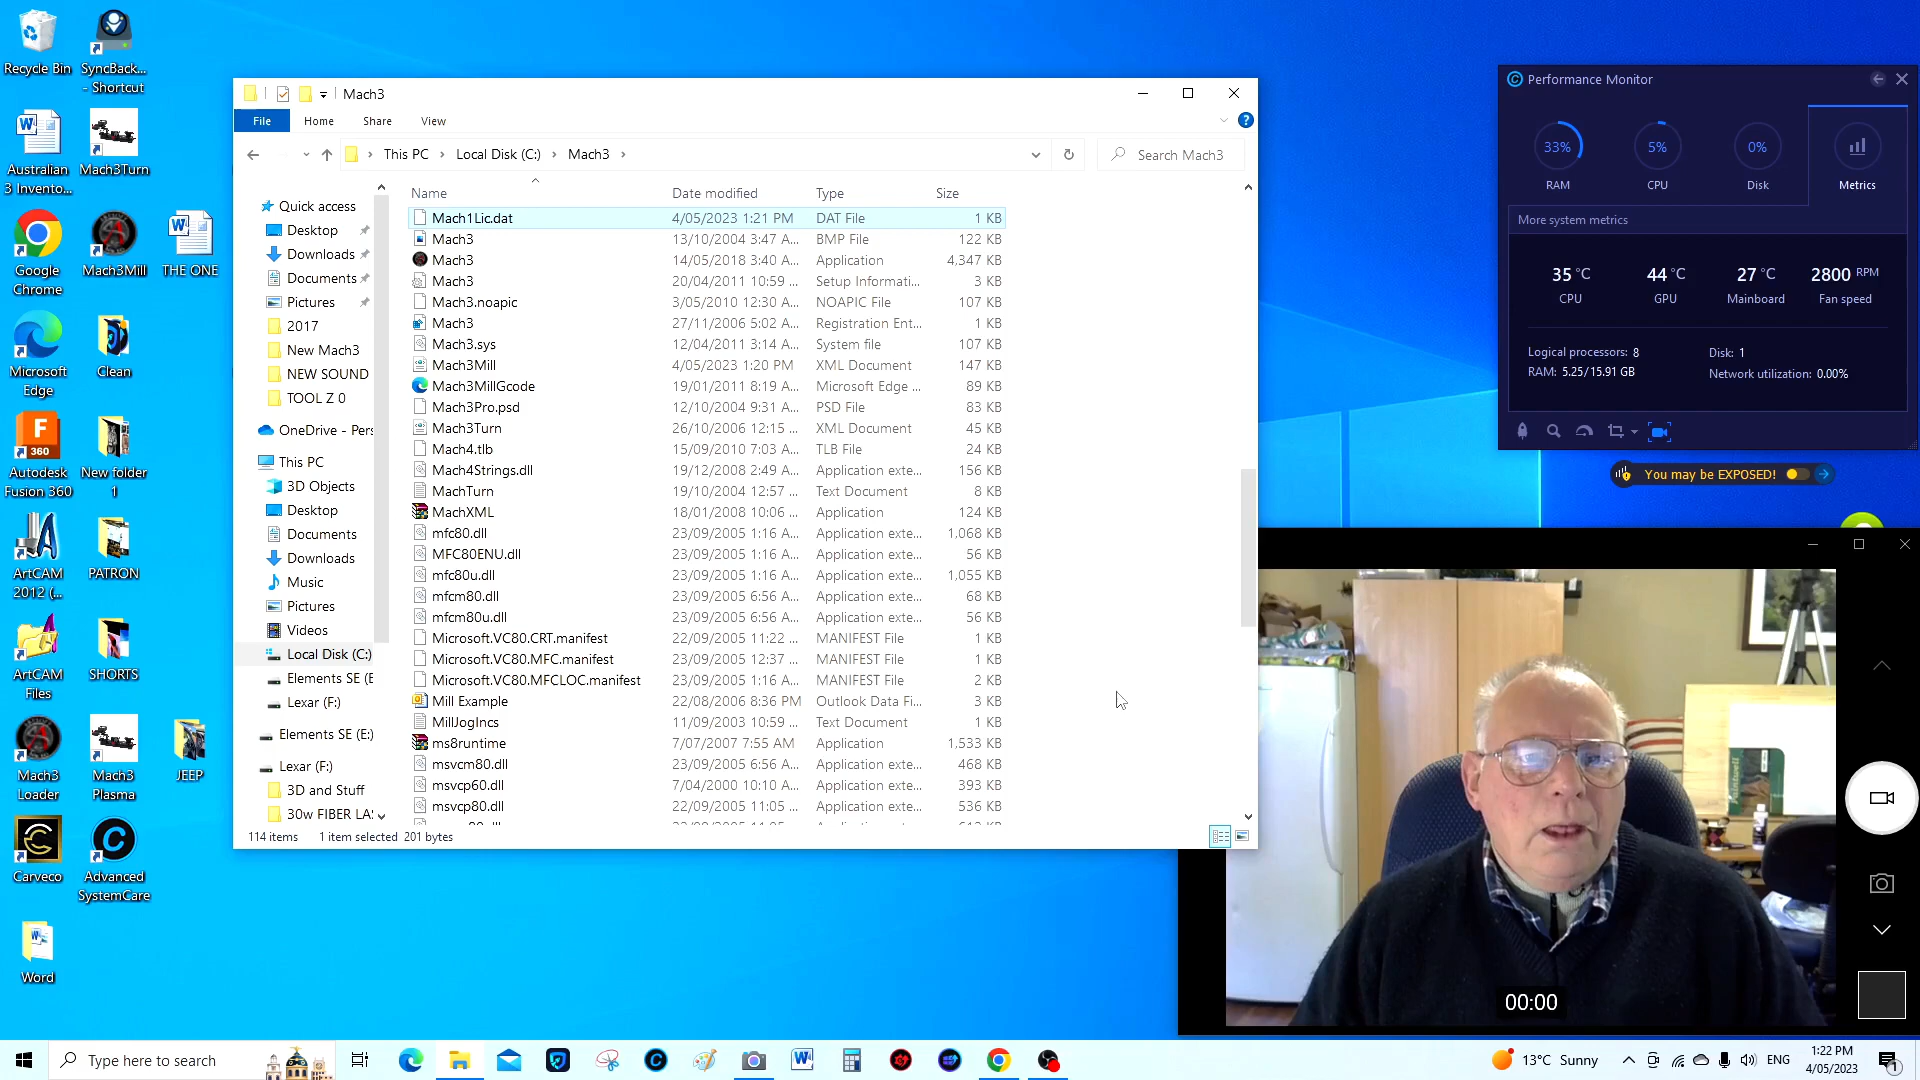 Recycle Bin
SyncBack...
- Shortcut
Australian
3 Invento...
Mach3Turn
Google
Chrome
Mach3Mill
THE ONE
Microsoft
Edge
Clean
Autodesk
Fusion 360
New folder
1
ArtCAM
2012 (...
PATRON
ArtCAM
Files
SHORTS
Mach3
Loader
Mach3
Plasma
JEEP
Carveco
Advanced
SystemCare
Word
Mach3
File Home Share View
This PC Local Disk (C:) Mach3
Search Mach3
Quick access
Desktop
Downloads
Documents
Pictures
2017
New Mach3
NEW SOUND
TOOL Z 0
OneDrive - Pers
This PC
3D Objects
Desktop
Documents
Downloads
Music
Pictures
Videos
Local Disk (C:)
Elements SE (E
Lexar (F:)
Elements SE (E:)
Lexar (F:)
3D and Stuff
30w FIBER LAS
Name Date modified Type Size
Mach1Lic.dat 4/05/2023 1:21 PM DAT File 1 KB
Mach3 13/10/2004 3:47 A... BMP File 122 KB
Mach3 14/05/2018 3:40 A... Application 4,347 KB
Mach3 20/04/2011 10:59 ... Setup Informati... 3 KB
Mach3.noapic 3/05/2010 12:30 A... NOAPIC File 107 KB
Mach3 27/11/2006 5:02 A... Registration Ent... 1 KB
Mach3.sys 12/04/2011 3:14 A... System file 107 KB
Mach3Mill 4/05/2023 1:20 PM XML Document 147 KB
Mach3MillGcode 19/01/2011 8:19 A... Microsoft Edge ... 89 KB
Mach3Pro.psd 12/10/2004 9:31 A... PSD File 83 KB
Mach3Turn 26/10/2006 12:15 ... XML Document 45 KB
Mach4.tlb 15/09/2010 7:03 A... TLB File 24 KB
Mach4Strings.dll 19/12/2008 2:49 A... Application exte... 156 KB
MachTurn 19/10/2004 12:57 ... Text Document 8 KB
MachXML 18/01/2008 10:06 ... Application 124 KB
mfc80.dll 23/09/2005 1:16 A... Application exte... 1,068 KB
MFC80ENU.dll 23/09/2005 1:16 A... Application exte... 56 KB
mfc80u.dll 23/09/2005 1:16 A... Application exte... 1,055 KB
mfcm80.dll 23/09/2005 6:56 A... Application exte... 68 KB
mfcm80u.dll 23/09/2005 6:56 A... Application exte... 56 KB
Microsoft.VC80.CRT.manifest 22/09/2005 11:22 ... MANIFEST File 1 KB
Microsoft.VC80.MFC.manifest 23/09/2005 12:37 ... MANIFEST File 1 KB
Microsoft.VC80.MFCLOC.manifest 23/09/2005 1:16 A... MANIFEST File 2 KB
Mill Example 22/08/2006 8:36 PM Outlook Data Fi... 3 KB
MillJogIncs 11/09/2003 10:59 ... Text Document 1 KB
ms8runtime 7/07/2007 7:55 AM Application 1,533 KB
msvcm80.dll 23/09/2005 6:56 A... Application exte... 468 KB
msvcp60.dll 7/04/2000 10:10 A... Application exte... 393 KB
msvcp80.dll 22/09/2005 11:05 ... Application exte... 536 KB
114 items 1 item selected 201 bytes
Performance Monitor
33% 5% 0%
RAM CPU Disk Metrics
More system metrics
35 °C 44 °C 27 °C 2800 RPM
CPU GPU Mainboard Fan speed
Logical processors: 8 Disk: 1
RAM: 5.25/15.91 GB Network utilization: 0.00%
You may be EXPOSED!
00:00
Type here to search
13°C Sunny
ENG
1:22 PM
4/05/2023
1